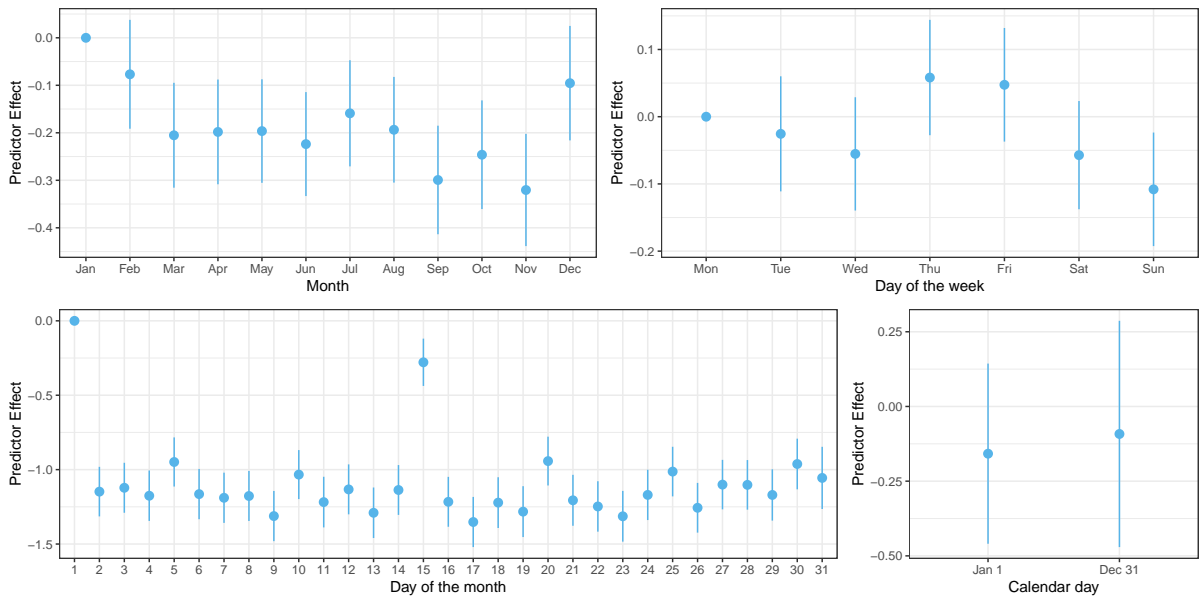 0.0
−0.1
−0.2
−0.3
−0.4
Predictor Effect
Jan Feb Mar Apr May Jun Jul Aug Sep Oct Nov Dec
Month
0.1
0.0
−0.1
−0.2
Predictor Effect
Mon Tue Wed Thu Fri Sat Sun
Day of the week
0.0
−0.5
−1.0
−1.5
Predictor Effect
1 2 3 4 5 6 7 8 9 10 11 12 13 14 15 16 17 18 19 20 21 22 23 24 25 26 27 28 29 30 31
Day of the month
0.25
0.00
−0.25
−0.50
Predictor Effect
Jan 1 Dec 31
Calendar day